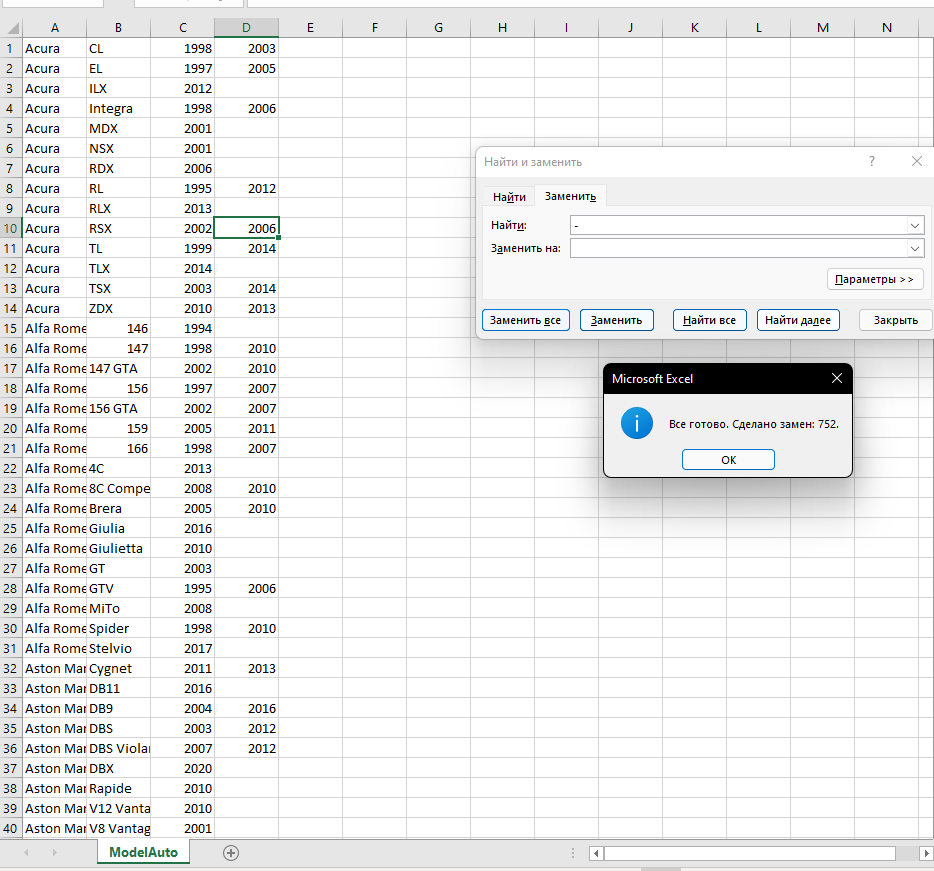 A B C D E F G H I J K L M N
1 Acura CL 1998 2003
2 Acura EL 1997 2005
3 Acura ILX 2012
4 Acura Integra 1998 2006
5 Acura MDX 2001
6 Acura NSX 2001
7 Acura RDX 2006
8 Acura RL 1995 2012
9 Acura RLX 2013
10 Acura RSX 2002 2006
11 Acura TL 1999 2014
12 Acura TLX 2014
13 Acura TSX 2003 2014
14 Acura ZDX 2010 2013
15 Alfa Rome 146 1994
16 Alfa Rome 147 1998 2010
17 Alfa Rome 147 GTA 2002 2010
18 Alfa Rome 156 1997 2007
19 Alfa Rome 156 GTA 2002 2007
20 Alfa Rome 159 2005 2011
21 Alfa Rome 166 1998 2007
22 Alfa Rome 4C 2013
23 Alfa Rome 8C Compe 2008 2010
24 Alfa Rome Brera 2005 2010
25 Alfa Rome Giulia 2016
26 Alfa Rome Giulietta 2010
27 Alfa Rome GT 2003
28 Alfa Rome GTV 1995 2006
29 Alfa Rome MiTo 2008
30 Alfa Rome Spider 1998 2010
31 Alfa Rome Stelvio 2017
32 Aston Mar Cygnet 2011 2013
33 Aston Mar DB11 2016
34 Aston Mar DB9 2004 2016
35 Aston Mar DBS 2003 2012
36 Aston Mar DBS Violar 2007 2012
37 Aston Mar DBX 2020
38 Aston Mar Rapide 2010
39 Aston Mar V12 Vanta 2010
40 Aston Mar V8 Vantag 2001
ModelAuto
Найти и заменить ?
Найти Заменить
Найти: -
Заменить на:
Параметры >>
Заменить все Заменить Найти все Найти далее Закрыть
Microsoft Excel
Все готово. Сделано замен: 752.
ОК